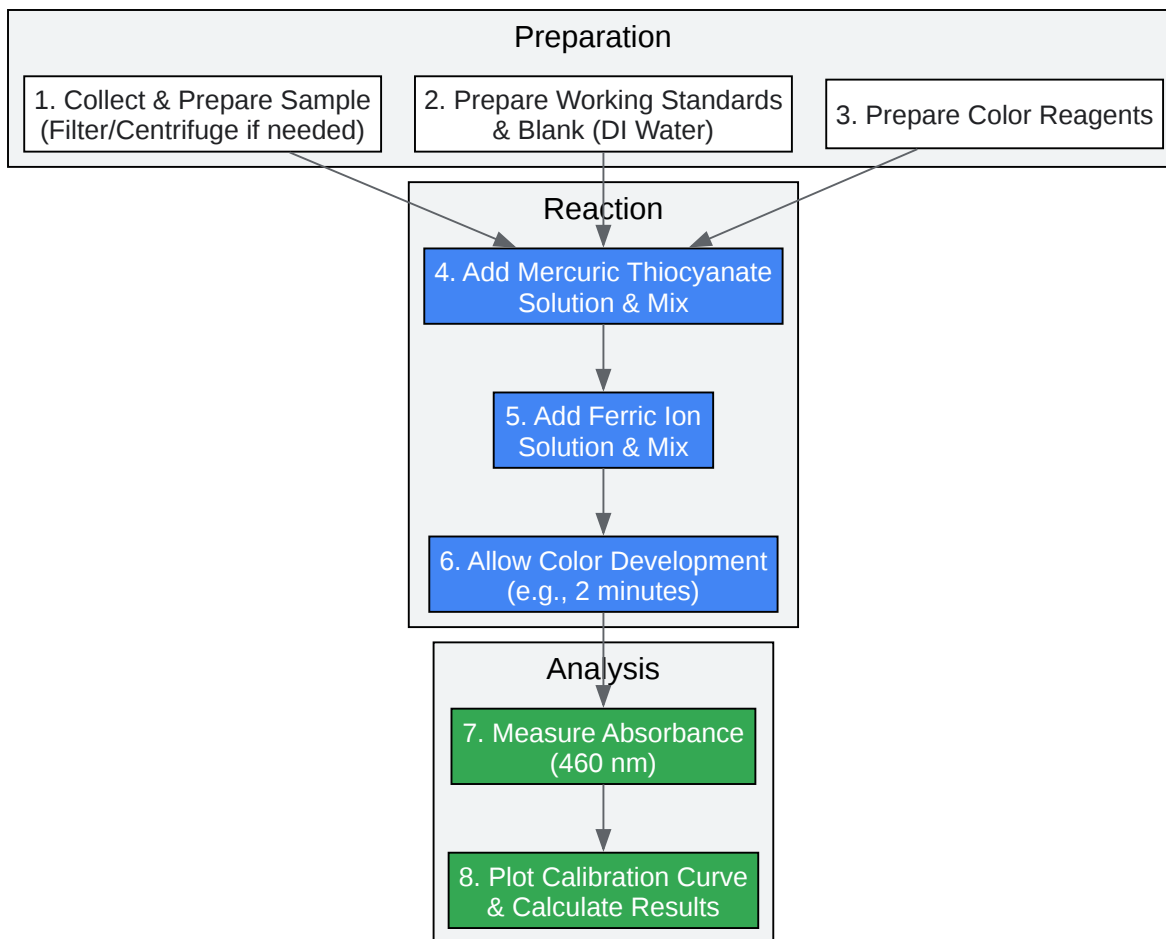 Preparation
1. Collect & Prepare Sample
(Filter/Centrifuge if needed)
2. Prepare Working Standards
& Blank (DI Water)
3. Prepare Color Reagents
Reaction
4. Add Mercuric Thiocyanate
Solution & Mix
5. Add Ferric Ion
Solution & Mix
6. Allow Color Development
(e.g., 2 minutes)
Analysis
7. Measure Absorbance
(460 nm)
8. Plot Calibration Curve
& Calculate Results